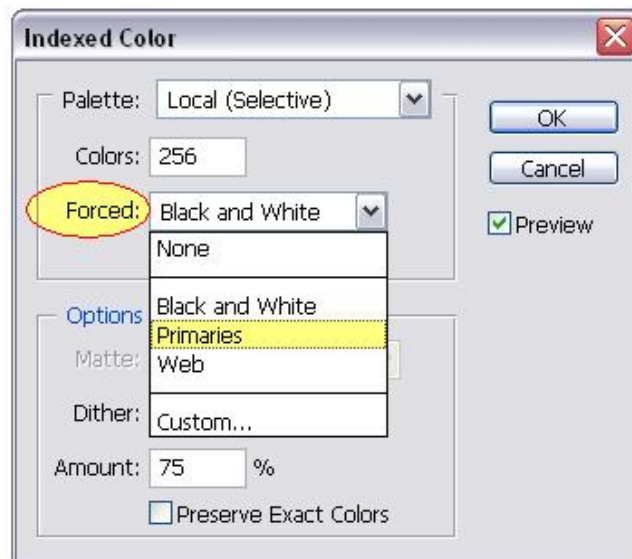 Indexed Color
Palette: Local (Selective)
OK
Colors: 256
Cancel
Forced: Black and White
Preview
None
Black and White
Options
Primaries
Matte:
Web
Dither:
Custom...
Amount: 75 %
Preserve Exact Colors